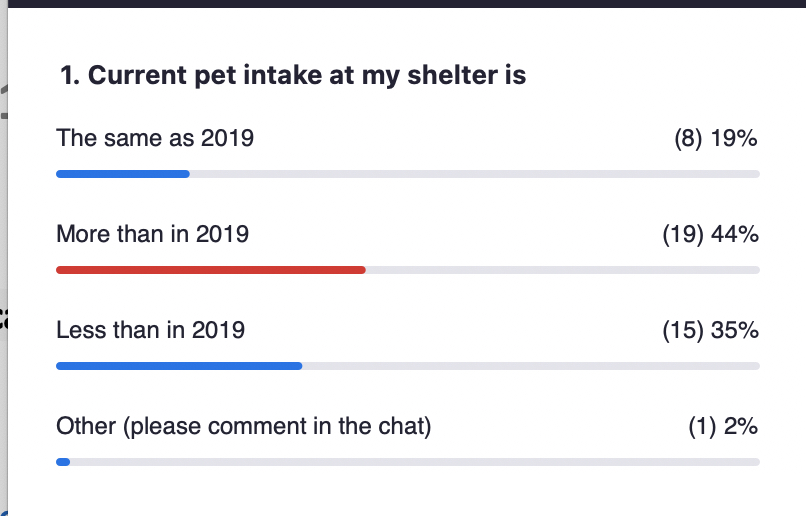 1. Current pet intake at my shelter is
The same as 2019 (8) 19%
More than in 2019 (19) 44%
Less than in 2019 (15) 35%
Other (please comment in the chat) (1) 2%